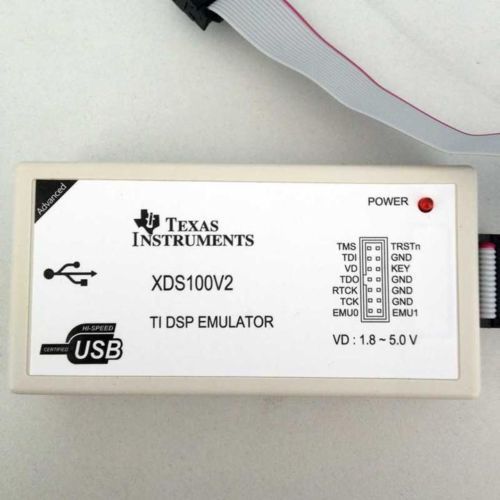 Advanced
TEXAS
INSTRUMENTS
XDS100V2
TI DSP EMULATOR
HI-SPEED
CERTIFIED
USB
POWER
TMS TRSTn
TDI GND
VD KEY
TDO GND
RTCK GND
TCK GND
EMU0 EMU1
VD : 1.8 ~ 5.0 V